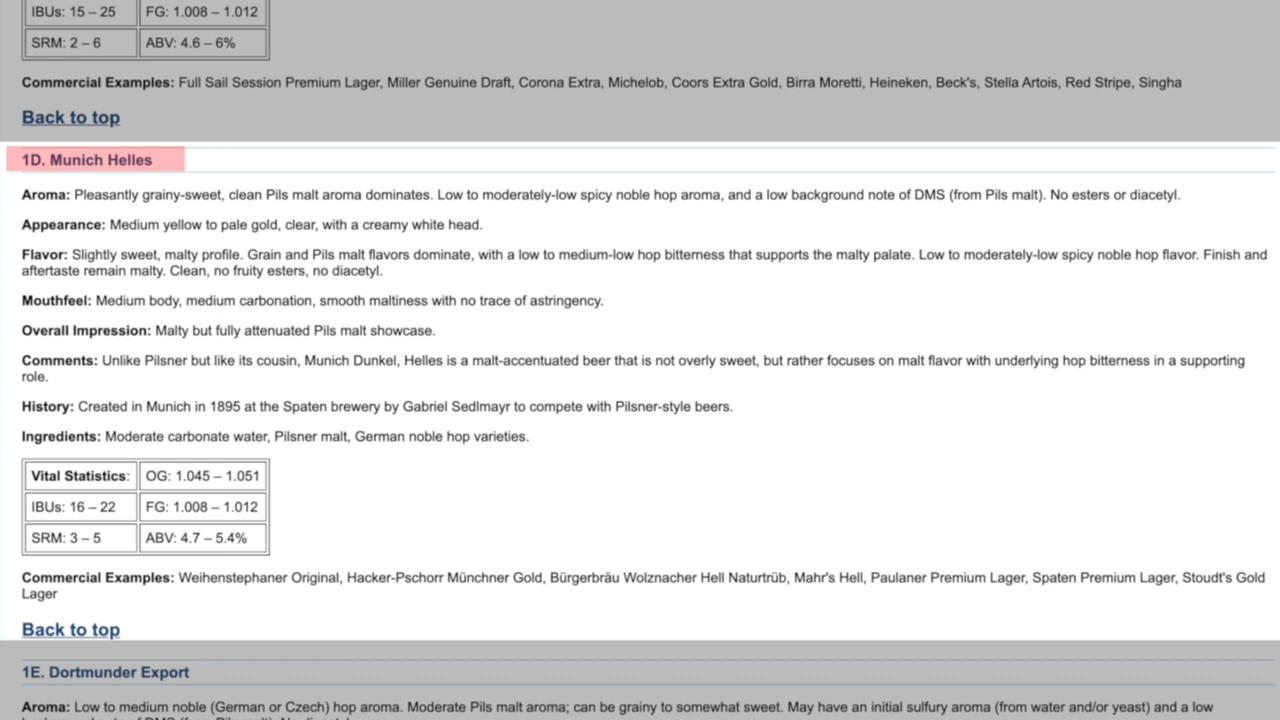 IBUs: 15 – 25 FG: 1.008 – 1.012
SRM: 2 – 6 ABV: 4.6 – 6%
Commercial Examples: Full Sail Session Premium Lager, Miller Genuine Draft, Corona Extra, Michelob, Coors Extra Gold, Birra Moretti, Heineken, Beck's, Stella Artois, Red Stripe, Singha
Back to top
1D. Munich Helles
Aroma: Pleasantly grainy-sweet, clean Pils malt aroma dominates. Low to moderately-low spicy noble hop aroma, and a low background note of DMS (from Pils malt). No esters or diacetyl.
Appearance: Medium yellow to pale gold, clear, with a creamy white head.
Flavor: Slightly sweet, malty profile. Grain and Pils malt flavors dominate, with a low to medium-low hop bitterness that supports the malty palate. Low to moderately-low spicy noble hop flavor. Finish and
aftertaste remain malty. Clean, no fruity esters, no diacetyl.
Mouthfeel: Medium body, medium carbonation, smooth maltiness with no trace of astringency.
Overall Impression: Malty but fully attenuated Pils malt showcase.
Comments: Unlike Pilsner but like its cousin, Munich Dunkel, Helles is a malt-accentuated beer that is not overly sweet, but rather focuses on malt flavor with underlying hop bitterness in a supporting
role.
History: Created in Munich in 1895 at the Spaten brewery by Gabriel Sedlmayr to compete with Pilsner-style beers.
Ingredients: Moderate carbonate water, Pilsner malt, German noble hop varieties.
Vital Statistics: OG: 1.045 – 1.051
IBUs: 16 – 22 FG: 1.008 – 1.012
SRM: 3 – 5 ABV: 4.7 – 5.4%
Commercial Examples: Weihenstephaner Original, Hacker-Pschorr Münchner Gold, Bürgerbräu Wolznacher Hell Naturtrüb, Mahr's Hell, Paulaner Premium Lager, Spaten Premium Lager, Stoudt's Gold
Lager
Back to top
1E. Dortmunder Export
Aroma: Low to medium noble (German or Czech) hop aroma. Moderate Pils malt aroma; can be grainy to somewhat sweet. May have an initial sulfury aroma (from water and/or yeast) and a low